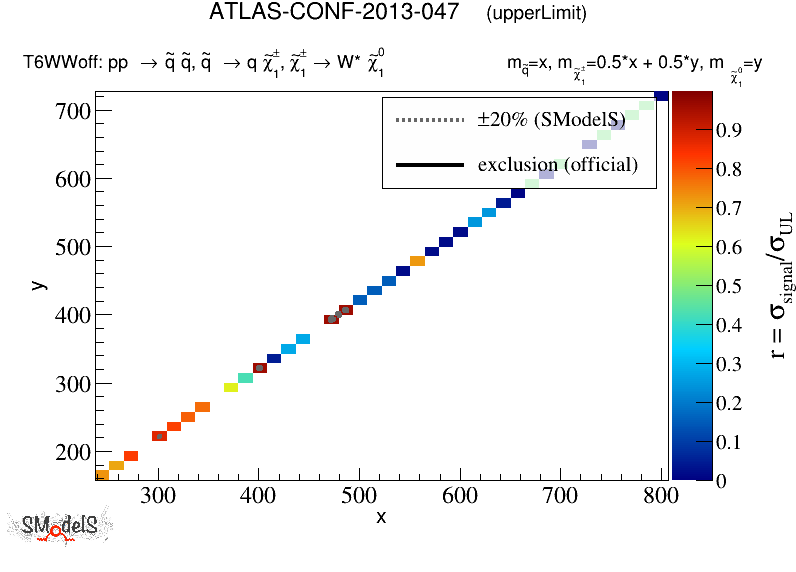 ATLAS-CONF-2013-047 (upperLimit)
T6WWoff: pp → q̃ q̃, q̃ → q χ̃₁±, χ̃₁± → W* χ̃₁⁰ m_q̃=x, m_χ̃₁±=0.5*x + 0.5*y, m_χ̃₁⁰=y
±20% (SModelS)
exclusion (official)
y
700
600
500
400
300
200
300 400 500 600 700 800
x
0.9
0.8
0.7
0.6
0.5
0.4
0.3
0.2
0.1
0
r = σ_signal/σ_UL
SModelS